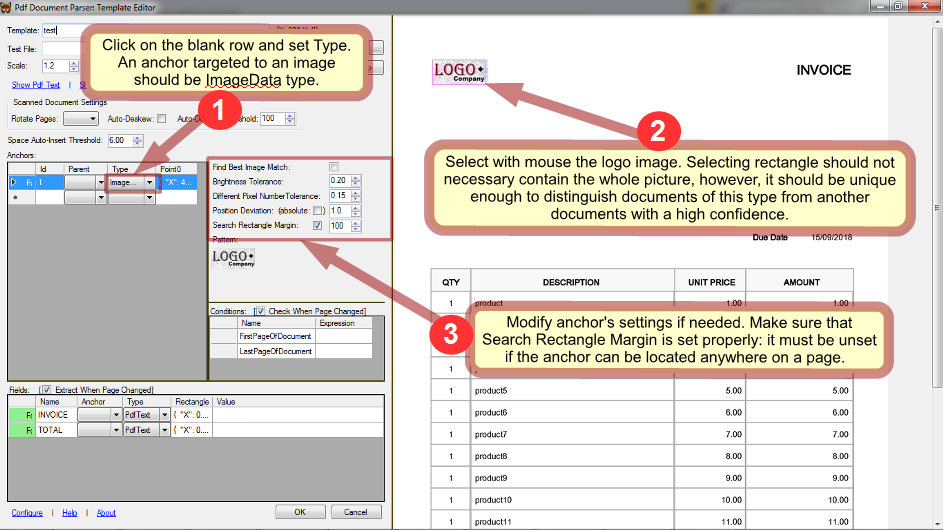 Pdf Document Parser: Template Editor
Template: test
Test File:
Scale: 1.2
Show Pdf Text |
Scanned Document Settings
Rotate Pages: Auto-Deskew: 100
Space Auto-Insert Threshold: 6.00
Anchors:
Id Parent Type Point0
1 Image... "X": 4...
Find Best Image Match:
Brightness Tolerance: 0.20
Different Pixel NumberTolerance: 0.15
Position Deviation: (absolute: ) 1.0
Search Rectangle Margin: 100
Pattern:
LOGO+
Company
Conditions: [ Check When Page Changed]
Name Expression
FirstPageOfDocument
LastPageOfDocument
Fields: [ Extract When Page Changed]
Name Anchor Type Rectangle Value
INVOICE PdfText { "X": 0....
TOTAL PdfText { "X": 0....
Configure | Help | About
OK Cancel
Click on the blank row and set Type.
An anchor targeted to an image
should be ImageData type.
1
LOGO+
Company
INVOICE
2
Select with mouse the logo image. Selecting rectangle should not
necessary contain the whole picture, however, it should be unique
enough to distinguish documents of this type from another
documents with a high confidence.
Due Date 15/09/2018
QTY DESCRIPTION UNIT PRICE AMOUNT
1 product 1.00 1.00
3
Modify anchor's settings if needed. Make sure that
Search Rectangle Margin is set properly: it must be unset
if the anchor can be located anywhere on a page.
1
1 product5 5.00 5.00
1 product6 6.00 6.00
1 product7 7.00 7.00
1 product8 8.00 8.00
1 product9 9.00 9.00
1 product10 10.00 10.00
1 product11 11.00 11.00